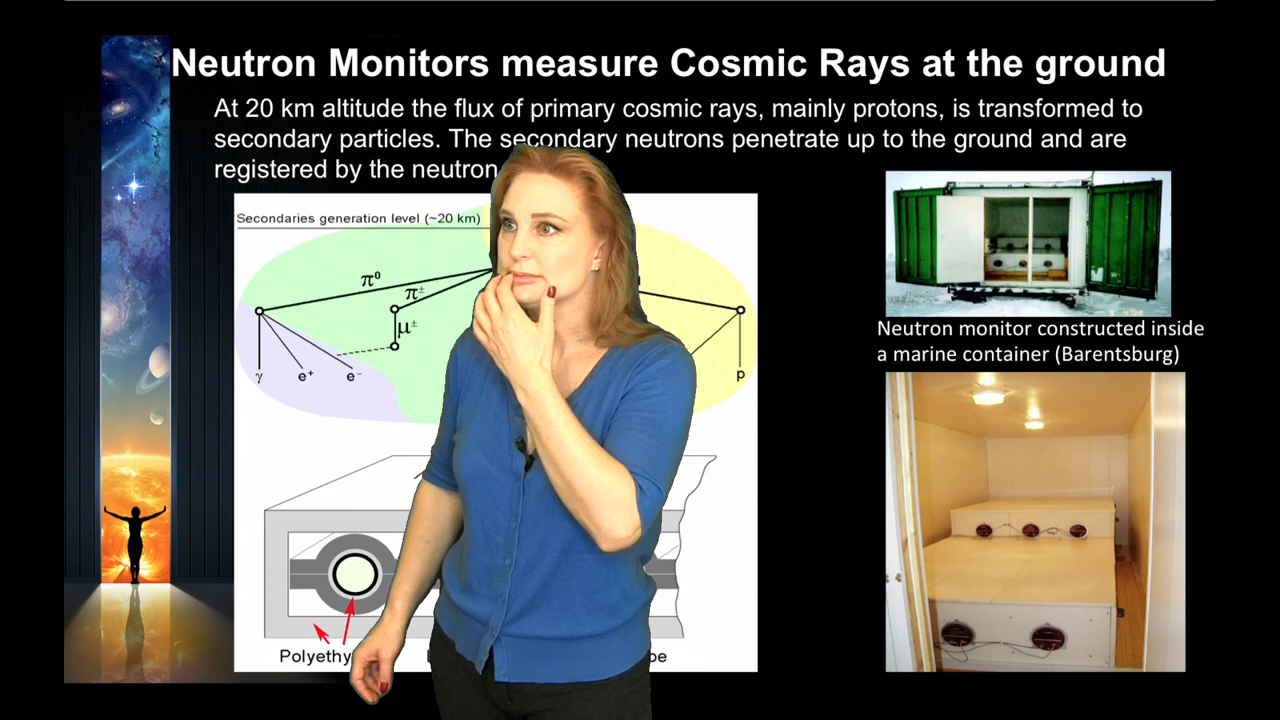 Neutron Monitors measure Cosmic Rays at the ground
At 20 km altitude the flux of primary cosmic rays, mainly protons, is transformed to
secondary particles. The secondary neutrons penetrate up to the ground and are
registered by the neutron
Secondaries generation level (~20 km)
π⁰
π±
μ±
γ
e⁺
e⁻
p
Neutron monitor constructed inside
a marine container (Barentsburg)